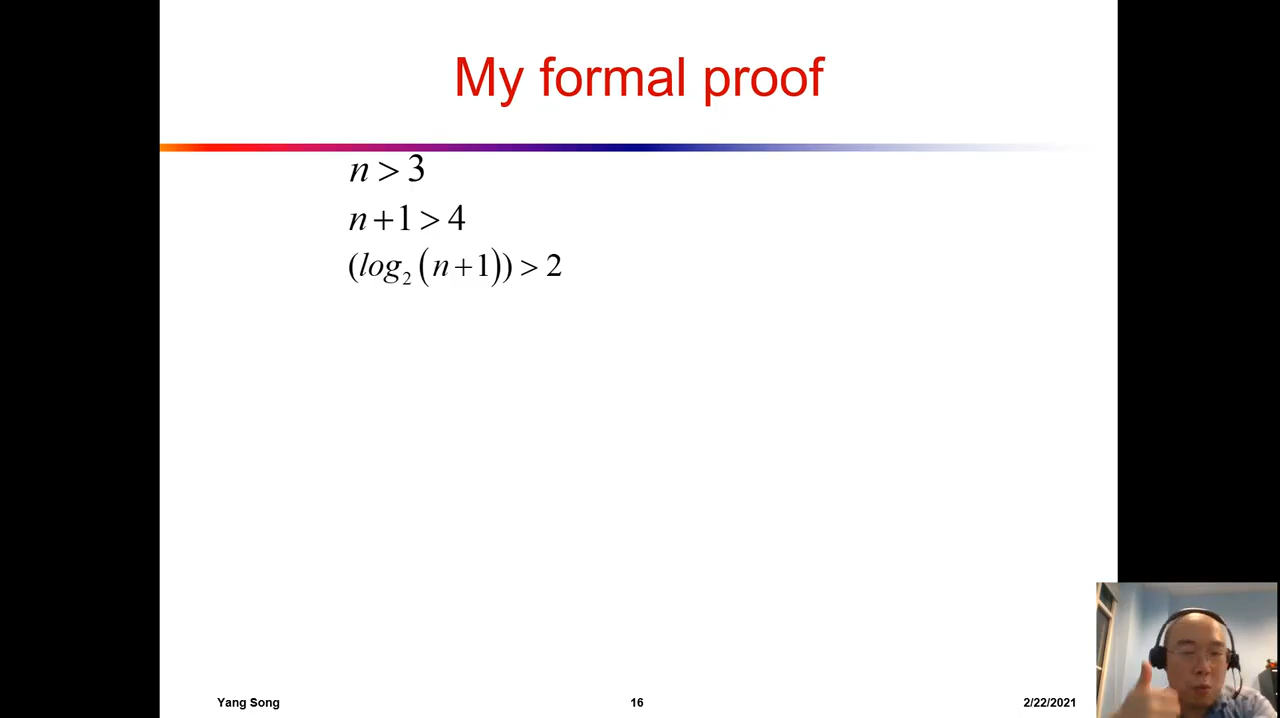 My formal proof
n > 3
n + 1 > 4
(log₂ (n + 1)) > 2
Yang Song
16
2/22/2021